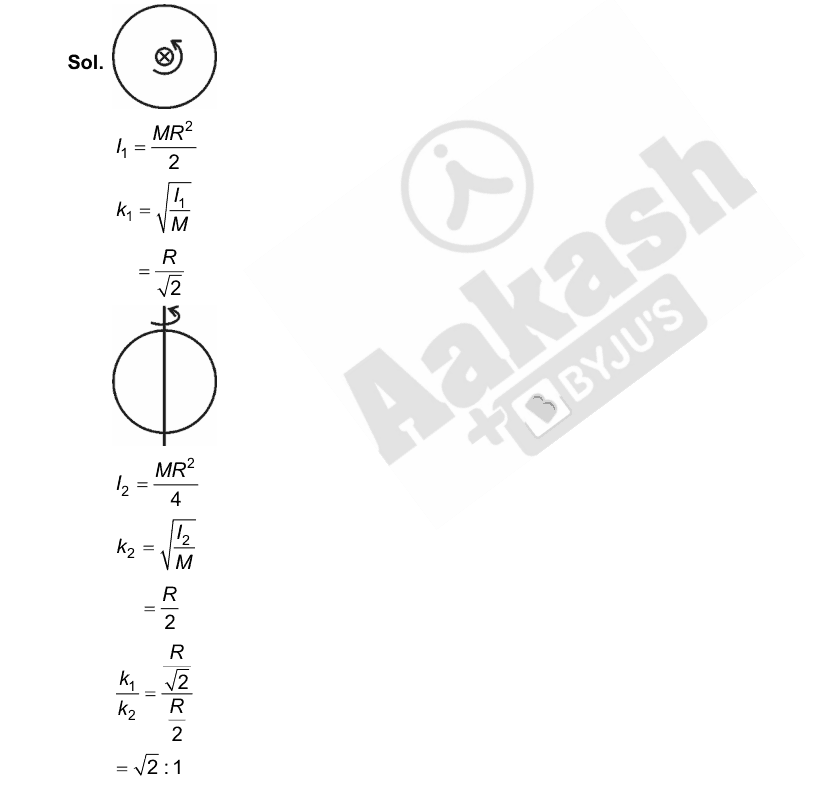 Sol.
I₁ = MR²/2
k₁ = √(I₁/M)
= R/√2
I₂ = MR²/4
k₂ = √(I₂/M)
= R/2
k₁/k₂ = (R/√2)/(R/2)
= √2 : 1
Aakash
+ BYJU'S